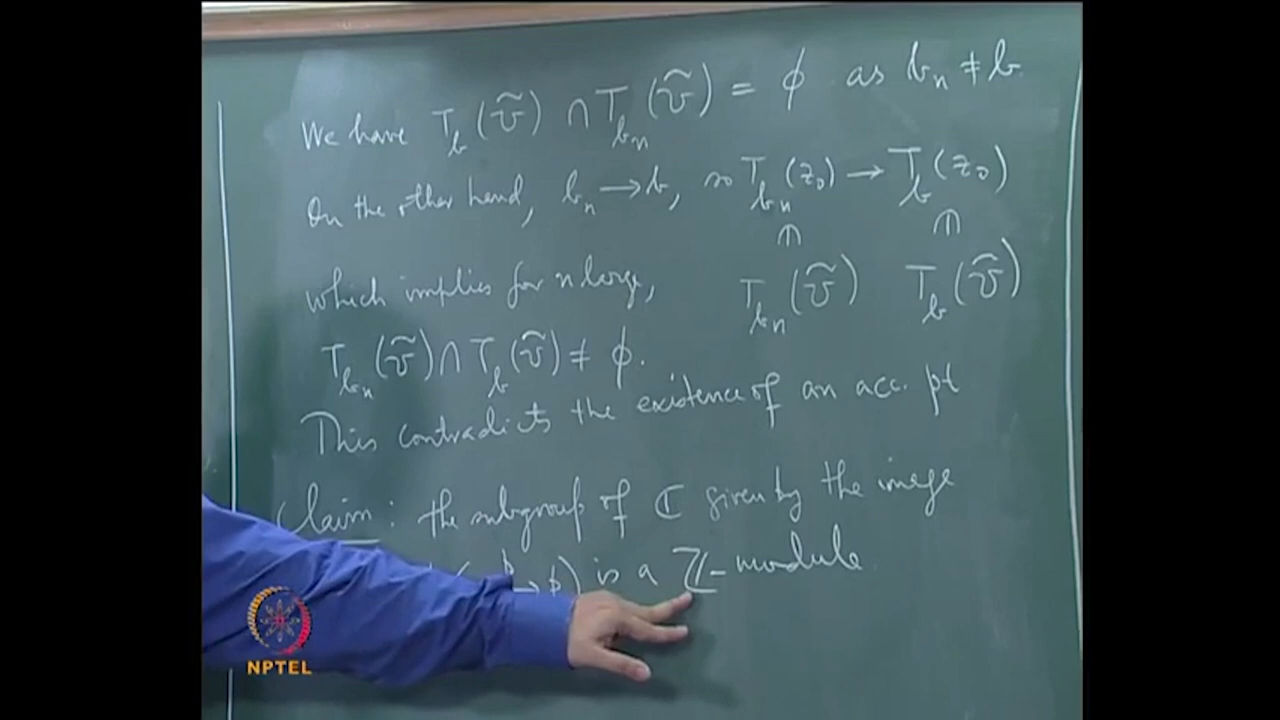 We have T_b(Ũ) ∩ T_{b_n}(Ũ) = ϕ as b_n ≠ b
On the other hand, b_n → b, so T_{b_n}(z_0) → T_b(z_0)
⋒ ⋒
which implies for n large, T_{b_n}(Ũ) T_b(Ũ)
T_{b_n}(Ũ) ∩ T_b(Ũ) ≠ ϕ.
This contradicts the existence of an acc. pt
Claim: the subgroup of ℂ given by the image
is a ℤ-module
NPTEL